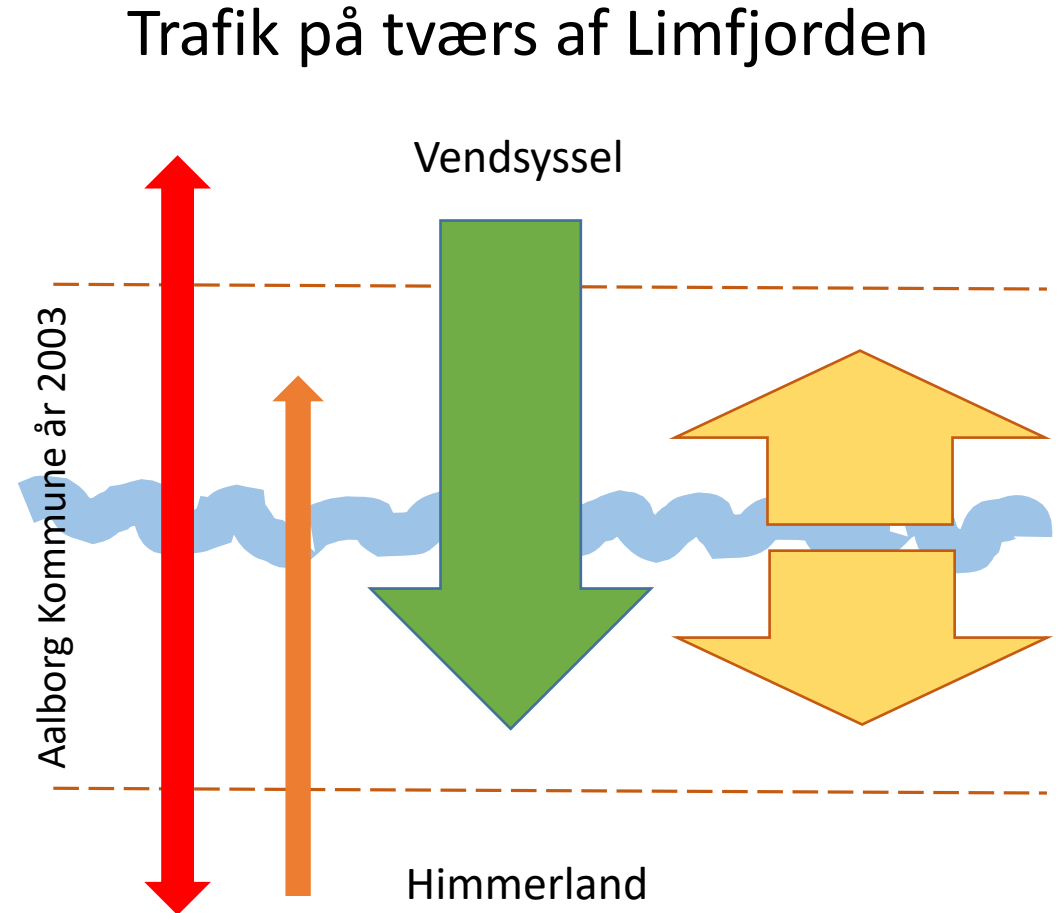 Trafik på tværs af Limfjorden
Vendsyssel
Aalborg Kommune år 2003
Himmerland